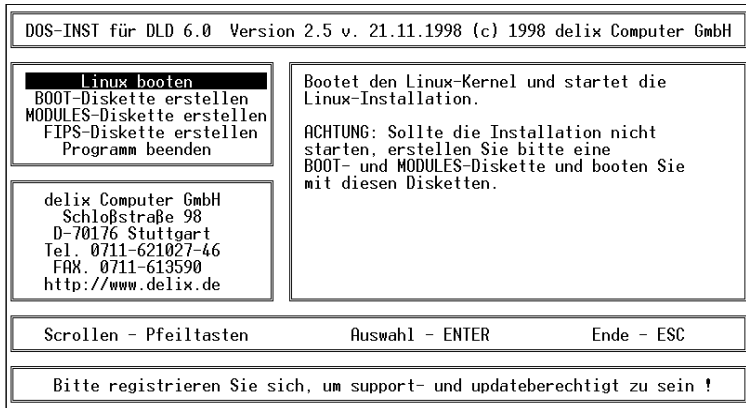 DOS-INST für DLD 6.0 Version 2.5 v. 21.11.1998 (c) 1998 delix Computer GmbH
Linux booten
BOOT-Diskette erstellen
MODULES-Diskette erstellen
FIPS-Diskette erstellen
Programm beenden
Bootet den Linux-Kernel und startet die
Linux-Installation.
ACHTUNG: Sollte die Installation nicht
starten, erstellen Sie bitte eine
BOOT- und MODULES-Diskette und booten Sie
mit diesen Disketten.
delix Computer GmbH
Schloßstraße 98
D-70176 Stuttgart
Tel. 0711-621027-46
FAX. 0711-613590
http://www.delix.de
Scrollen - Pfeiltasten Auswahl - ENTER Ende - ESC
Bitte registrieren Sie sich, um support- und updateberechtigt zu sein !